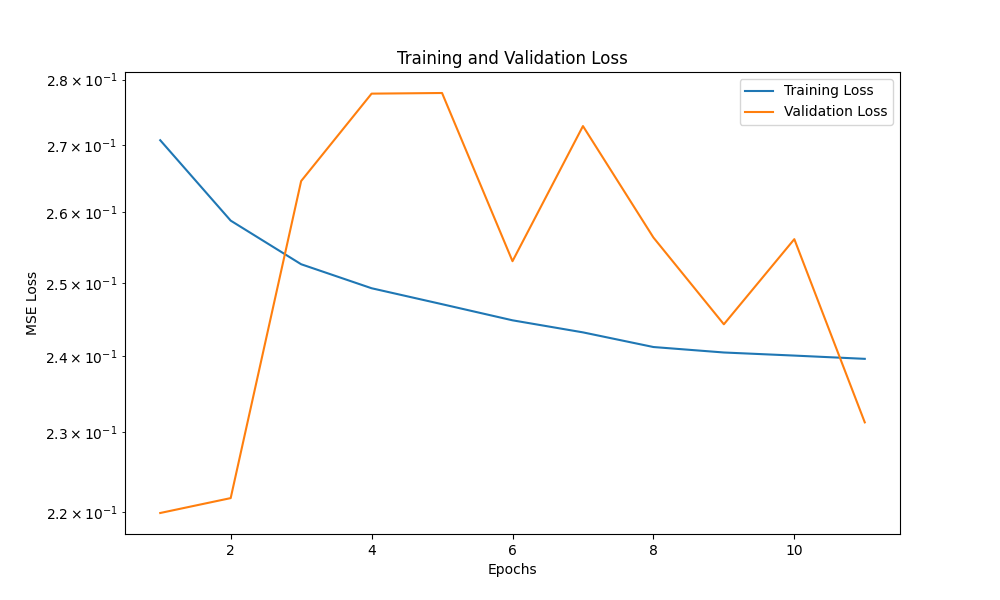 Training and Validation Loss
Training Loss
Validation Loss
MSE Loss
2.8 × 10⁻¹
2.7 × 10⁻¹
2.6 × 10⁻¹
2.5 × 10⁻¹
2.4 × 10⁻¹
2.3 × 10⁻¹
2.2 × 10⁻¹
2 4 6 8 10
Epochs